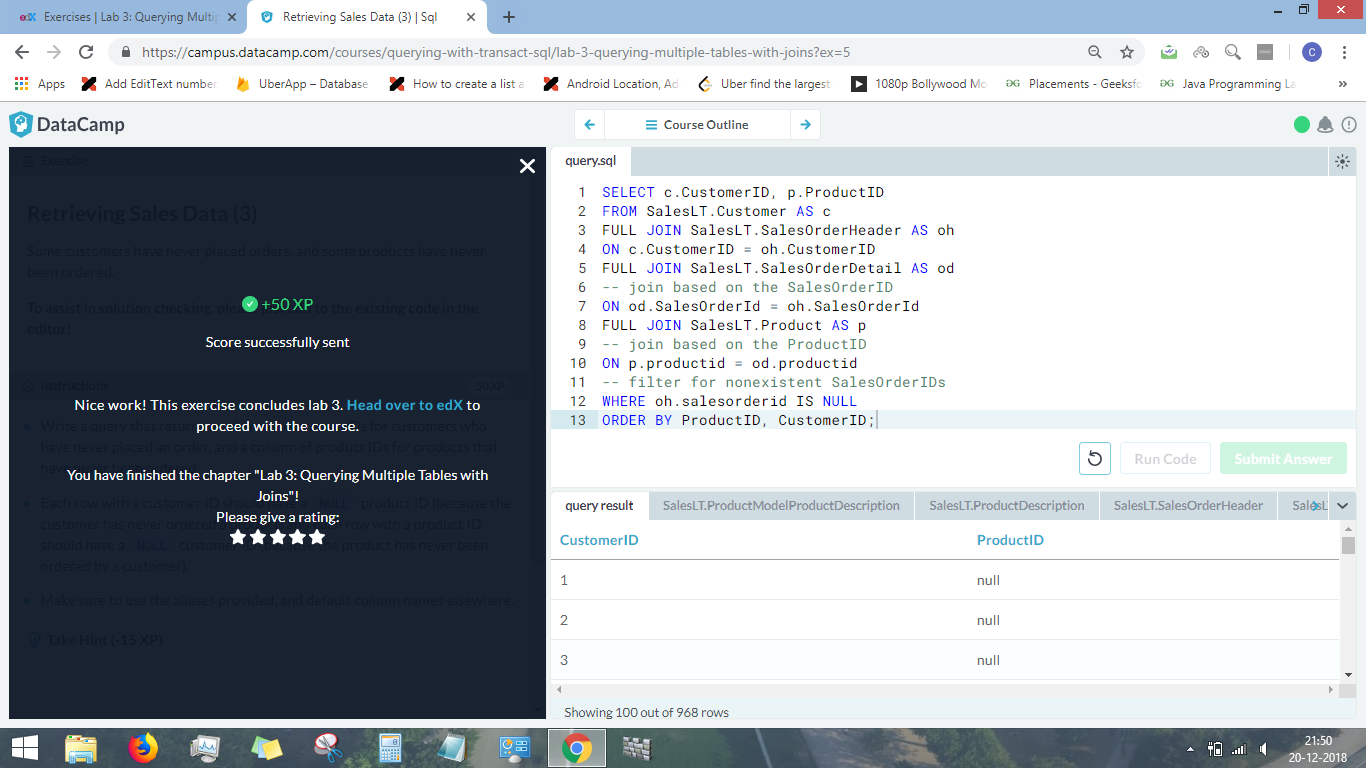 edX Exercises | Lab 3: Querying Multip
Retrieving Sales Data (3) | Sql
https://campus.datacamp.com/courses/querying-with-transact-sql/lab-3-querying-multiple-tables-with-joins?ex=5
C
Apps
Add EditText number
UberApp – Database
How to create a list a
Android Location, Ad
Uber find the largest
1080p Bollywood Mo
Placements - Geeksfo
Java Programming La
»
DataCamp
Course Outline
Exercise
Retrieving Sales Data (3)
Some customers have never placed orders, and some products have never
been ordered.
To assist in solution checking, ple to the existing code in the
editor!
+50 XP
Score successfully sent
Instructions
50 XP
Nice work! This exercise concludes lab 3. Head over to edX to
proceed with the course.
Write a query that retur s for customers who
have never placed an order, and a column of product IDs for products that
You have finished the chapter "Lab 3: Querying Multiple Tables with
Joins"!
Each row with a customer ID should have a NULL product ID (because the
customer has never ordered a row with a product ID
Please give a rating:
should have a NULL customer ID (because the product has never been
ordered by a customer).
Make sure to use the aliases provided, and default column names elsewhere.
Take Hint (-15 XP)
query.sql
1 SELECT c.CustomerID, p.ProductID
2 FROM SalesLT.Customer AS c
3 FULL JOIN SalesLT.SalesOrderHeader AS oh
4 ON c.CustomerID = oh.CustomerID
5 FULL JOIN SalesLT.SalesOrderDetail AS od
6 -- join based on the SalesOrderID
7 ON od.SalesOrderId = oh.SalesOrderId
8 FULL JOIN SalesLT.Product AS p
9 -- join based on the ProductID
10 ON p.productid = od.productid
11 -- filter for nonexistent SalesOrderIDs
12 WHERE oh.salesorderid IS NULL
13 ORDER BY ProductID, CustomerID;
Run Code
Submit Answer
query result
SalesLT.ProductModelProductDescription
SalesLT.ProductDescription
SalesLT.SalesOrderHeader
SalesL
CustomerID ProductID
1 null
2 null
3 null
Showing 100 out of 968 rows
21:50
20-12-2018